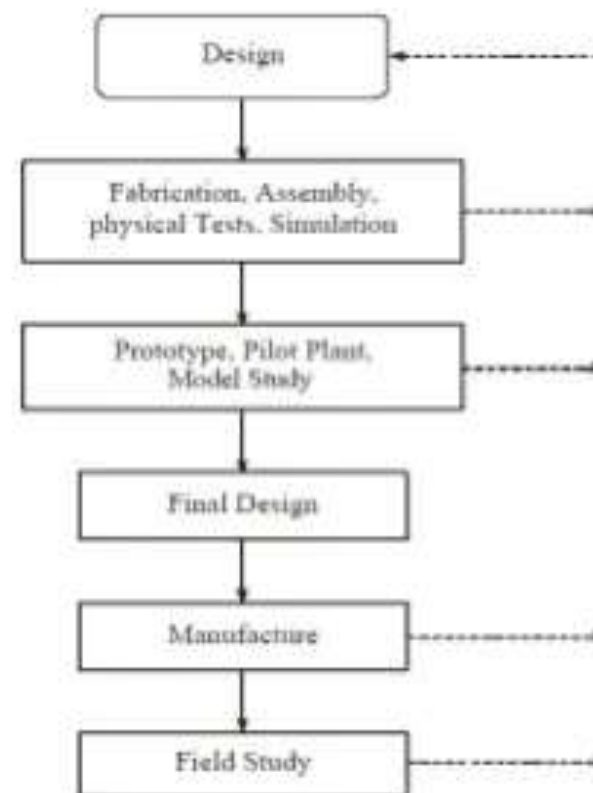 Design
Fabrication, Assembly,
physical Tests. Simulation
Prototype, Pilot Plant,
Model Study
Final Design
Manufacture
Field Study